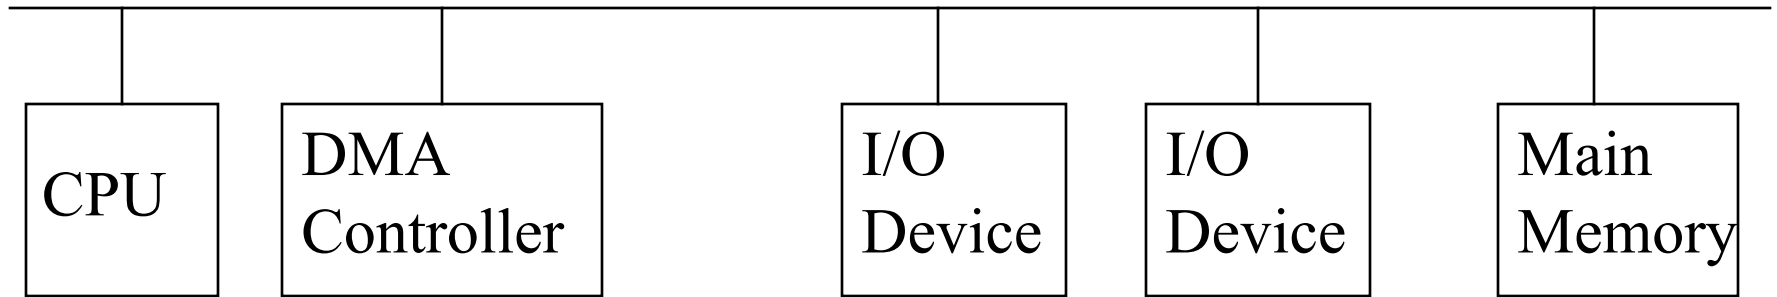 CPU
DMA
Controller
I/O
Device
I/O
Device
Main
Memory